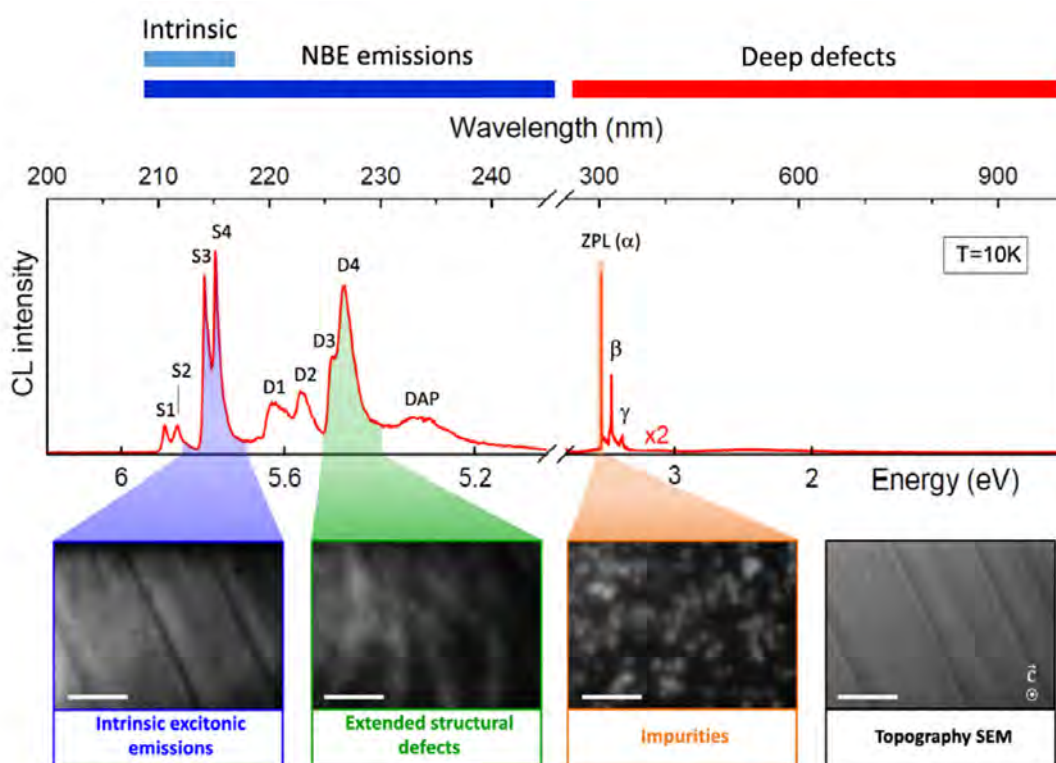 Intrinsic
NBE emissions
Deep defects
Wavelength (nm)
200 210 220 230 240 300 600 900
CL intensity
S1
S2
S3
S4
D1
D2
D3
D4
DAP
ZPL (α)
β
γ
x2
T=10K
6 5.6 5.2 3 2 Energy (eV)
c
Intrinsic excitonic
emissions
Extended structural
defects
Impurities
Topography SEM